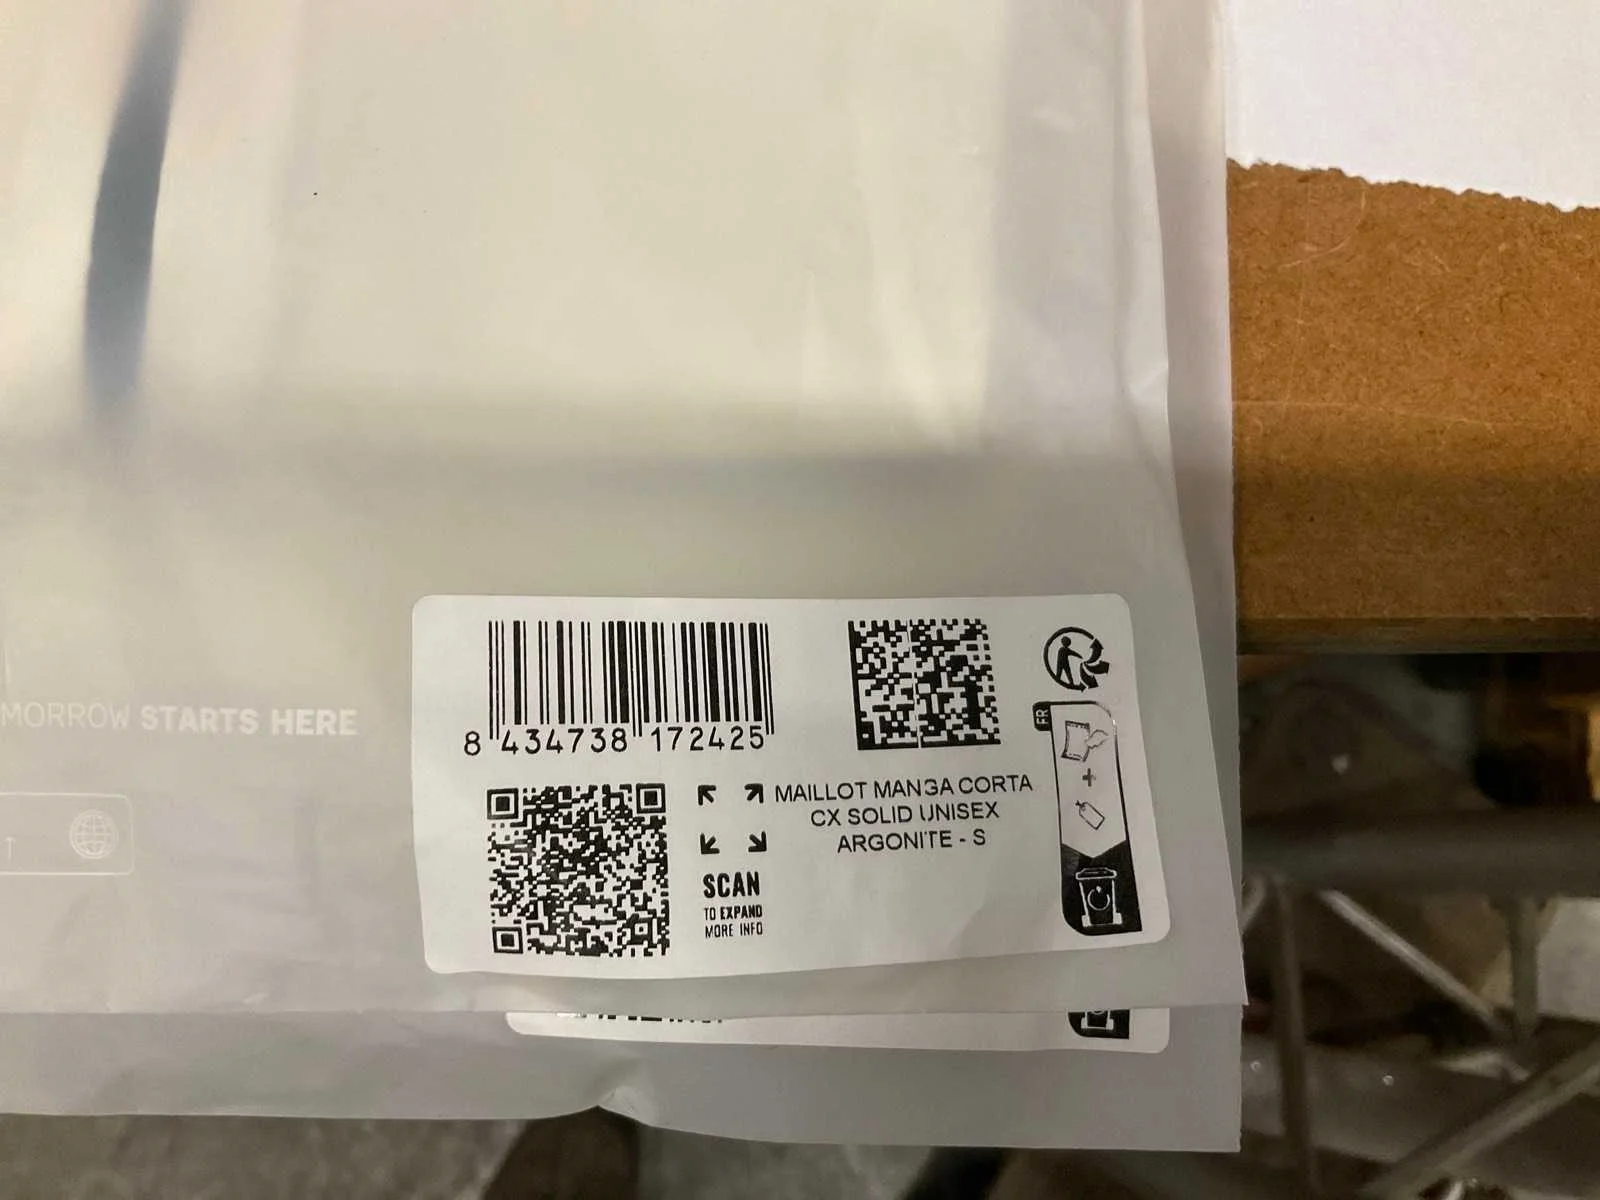 MORROW STARTS HERE
8 434738 172425
MAILLOT MANGA CORTA
CX SOLID UNISEX
ARGONITE - S
SCAN
TO EXPAND
MORE INFO
FR